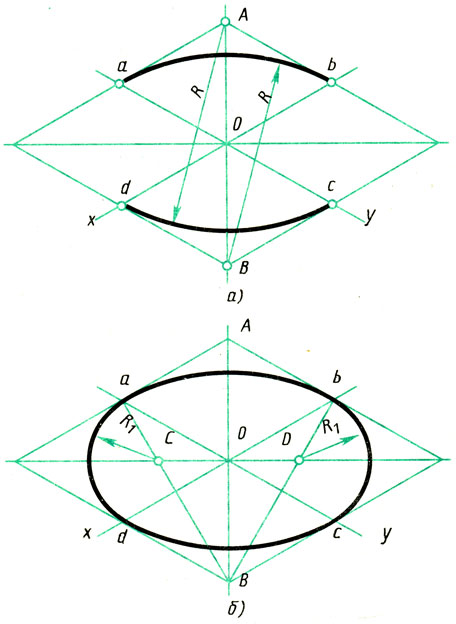 A
a b
R R
O
d c
x y
B
а)
A
a b
R₁ C O D R₁
x d c y
B
б)